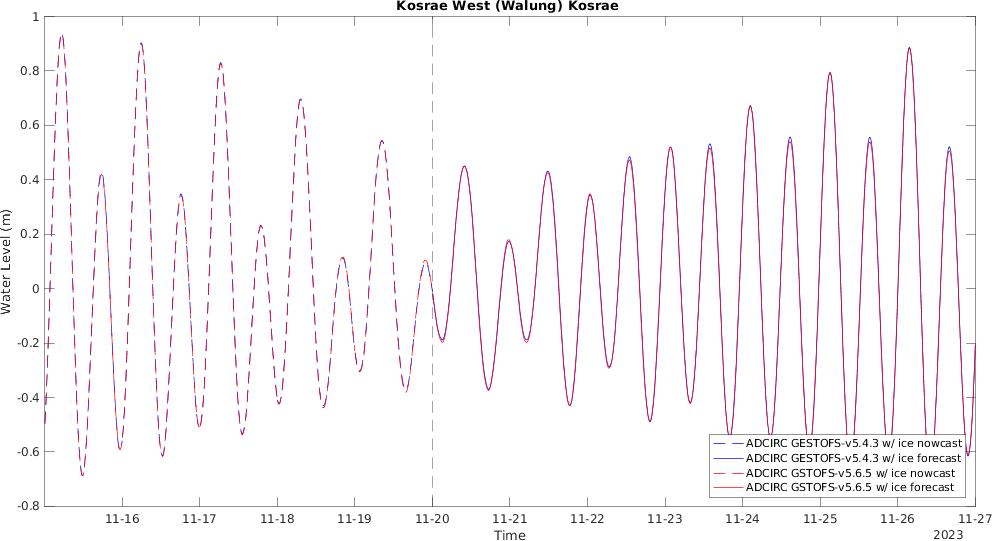 Kosrae West (Walung) Kosrae
1
0.8
0.6
0.4
0.2
0
-0.2
-0.4
-0.6
-0.8
Water Level (m)
ADCIRC GESTOFS-v5.4.3 w/ ice nowcast
ADCIRC GESTOFS-v5.4.3 w/ ice forecast
ADCIRC GSTOFS-v5.6.5 w/ ice nowcast
ADCIRC GSTOFS-v5.6.5 w/ ice forecast
11-16 11-17 11-18 11-19 11-20 11-21 11-22 11-23 11-24 11-25 11-26 11-27
Time 2023